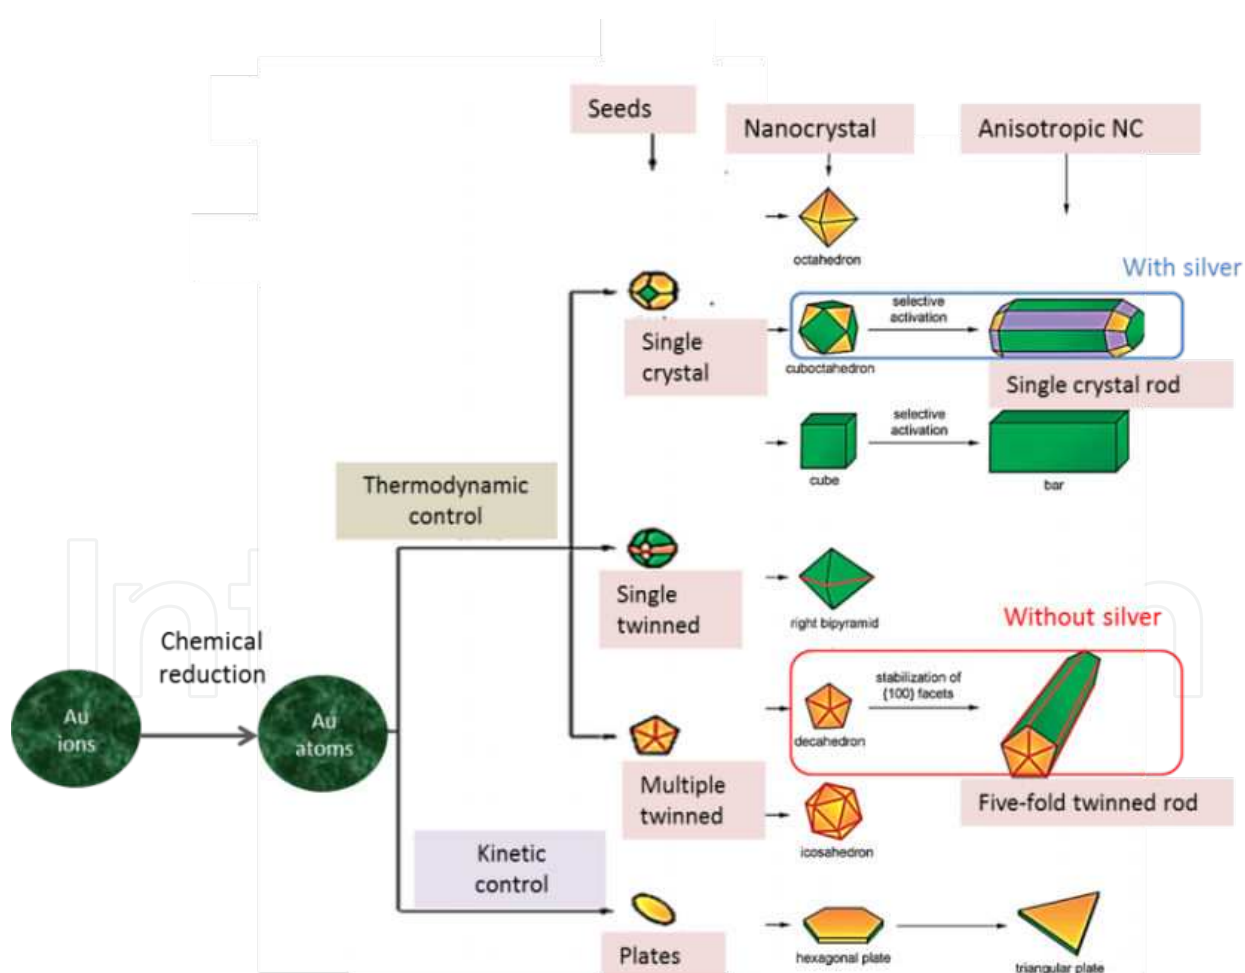 Seeds
Nanocrystal
Anisotropic NC
octahedron
With silver
selective
activation
cuboctahedron
Single
crystal
Single crystal rod
selective
activation
cube
bar
Thermodynamic
control
Single
twinned
right bipyramid
Without silver
Chemical
reduction
stabilization of
{100} facets
Au
ions
Au
atoms
decahedron
Multiple
twinned
Five-fold twinned rod
icosahedron
Kinetic
control
Plates
hexagonal plate
triangular plate